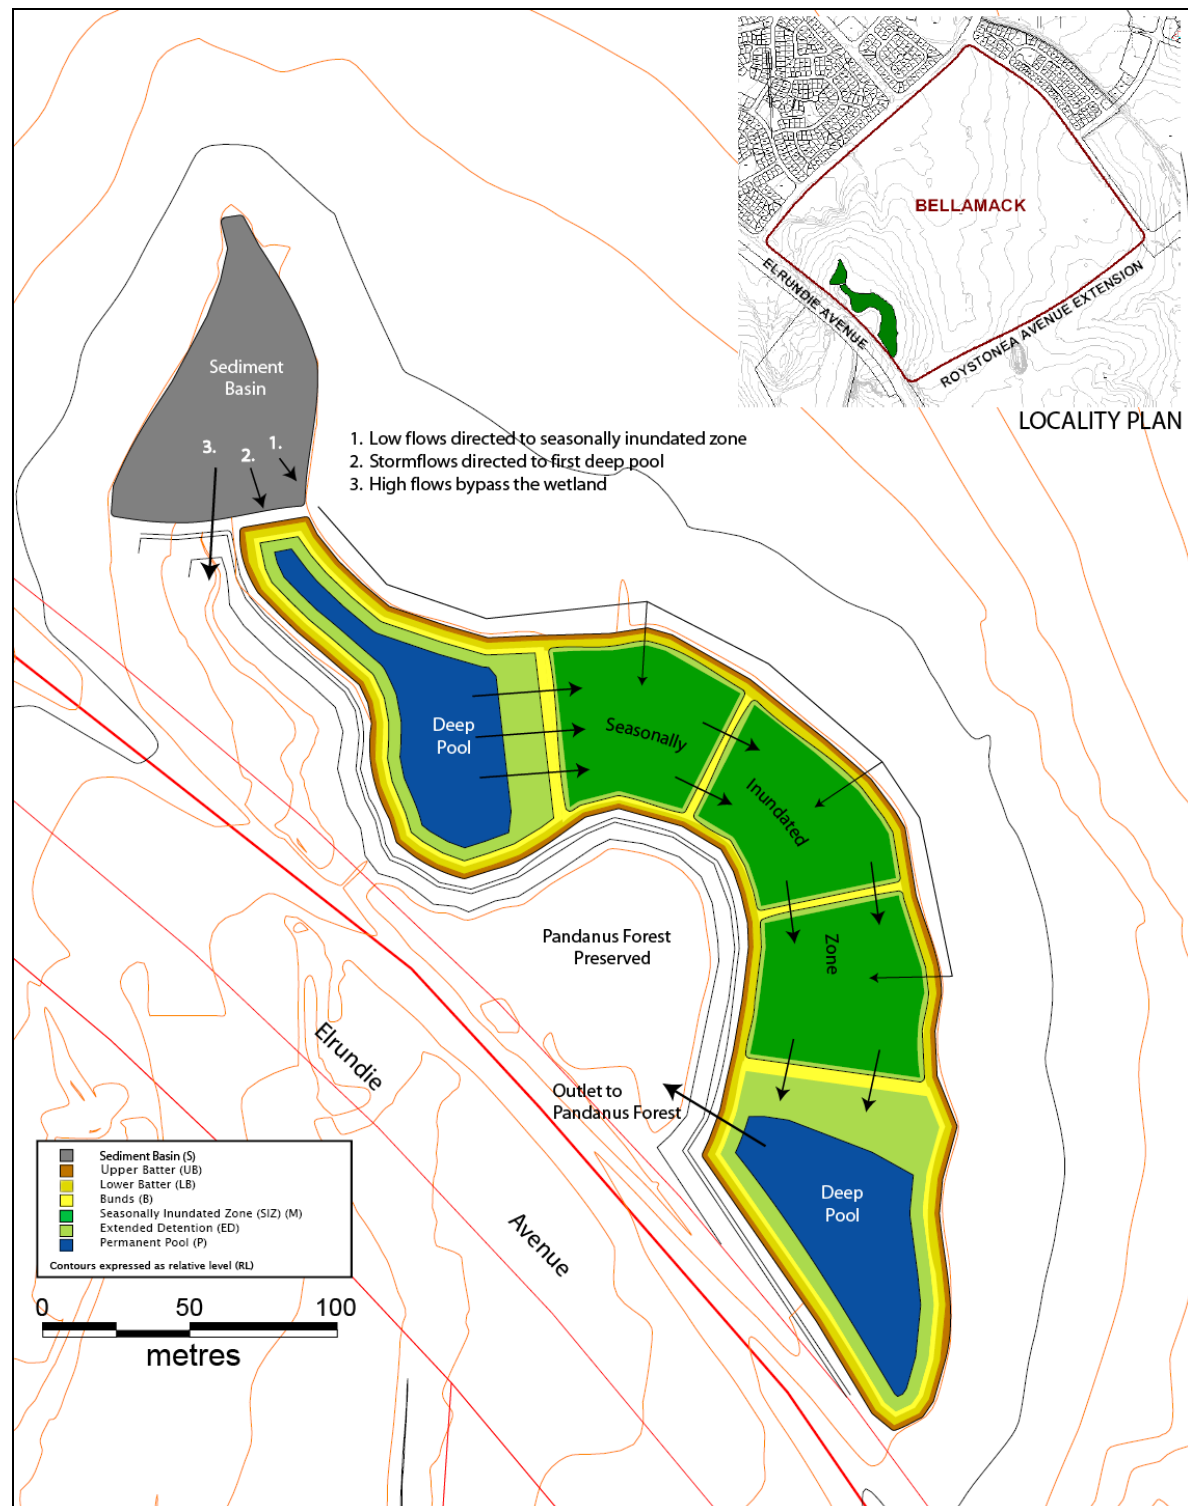 BELLAMACK
ELRUNDIE AVENUE
ROYSTONEA AVENUE EXTENSION
LOCALITY PLAN
Sediment
Basin
3.
2.
1.
1. Low flows directed to seasonally inundated zone
2. Stormflows directed to first deep pool
3. High flows bypass the wetland
Deep
Pool
Seasonally
Inundated
Zone
Pandanus Forest
Preserved
Elrundie
Avenue
Outlet to
Pandanus Forest
Deep
Pool
Sediment Basin (S)
Upper Batter (UB)
Lower Batter (LB)
Bunds (B)
Seasonally Inundated Zone (SIZ) (M)
Extended Detention (ED)
Permanent Pool (P)
Contours expressed as relative level (RL)
0 50 100
metres